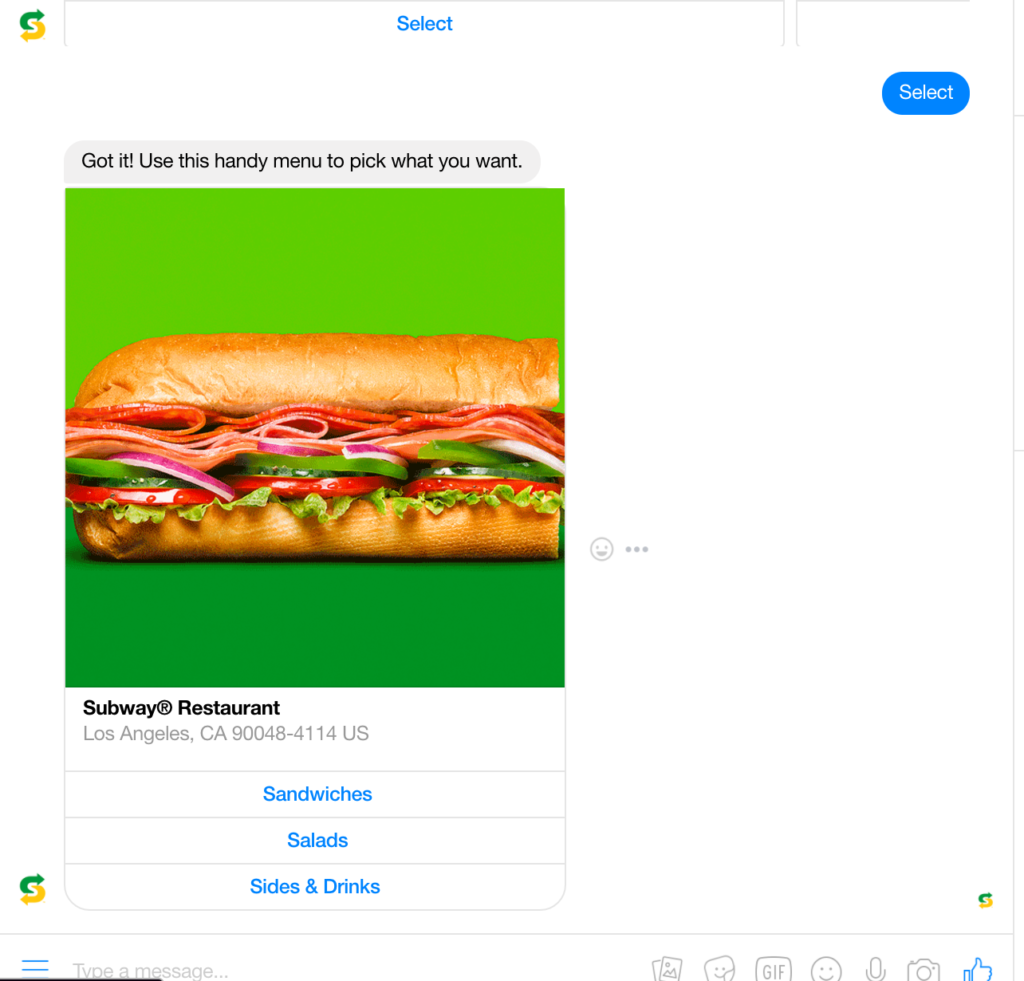 Select
Select
Got it! Use this handy menu to pick what you want.
Subway® Restaurant
Los Angeles, CA 90048-4114 US
Sandwiches
Salads
Sides & Drinks
Type a message...
GIF